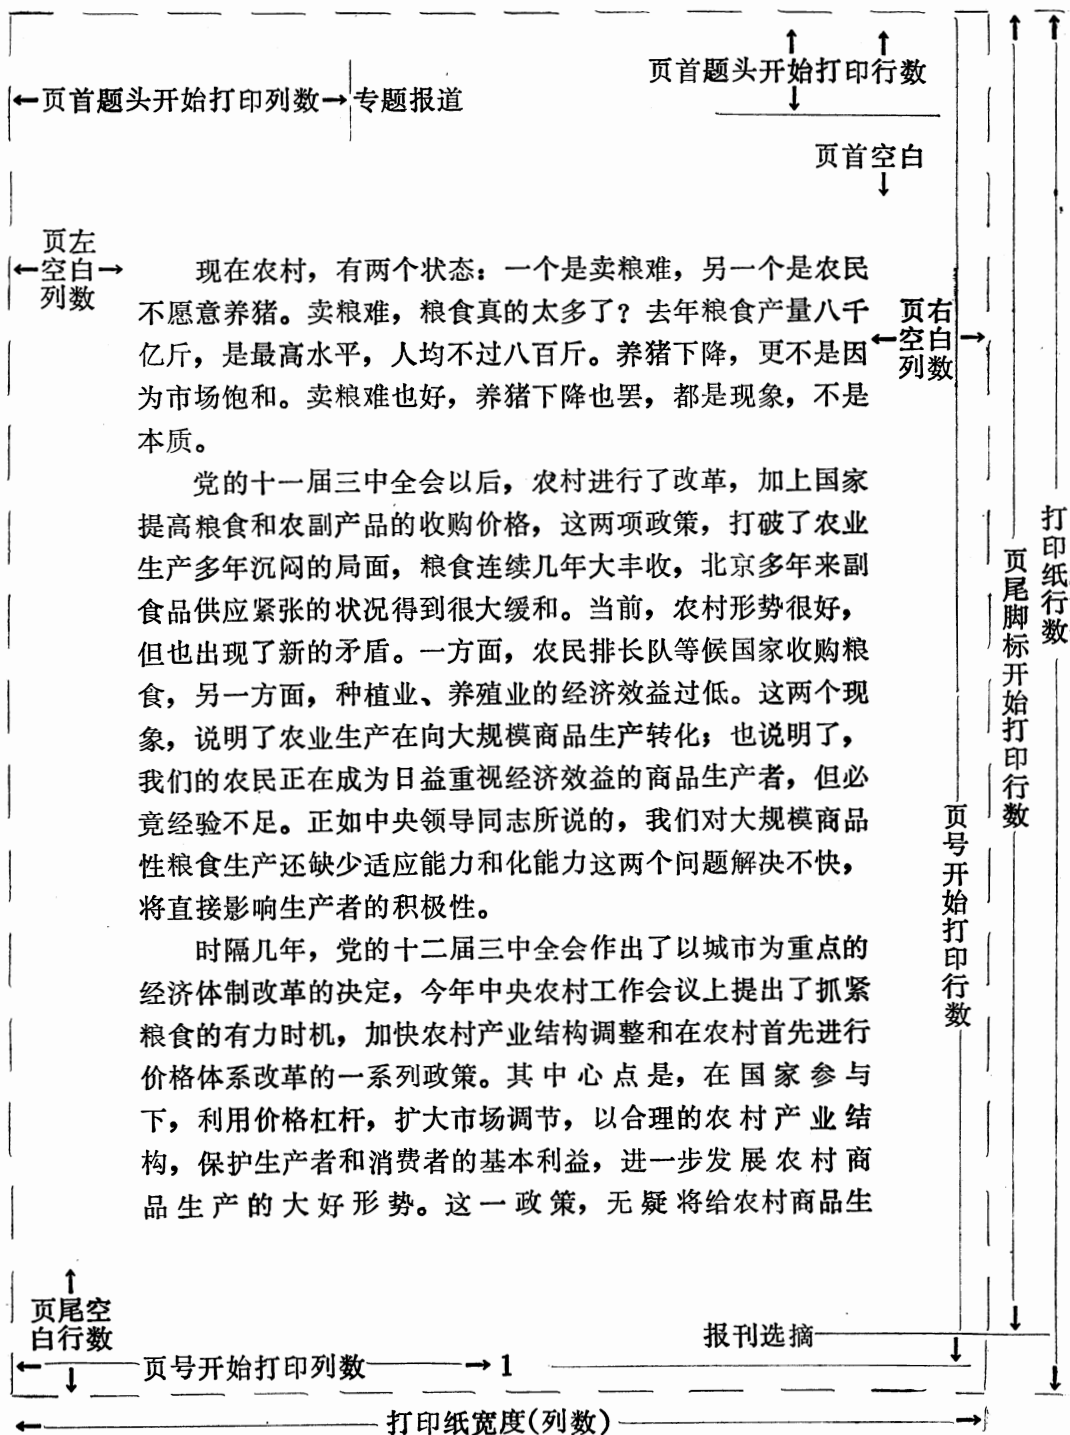 页首题头开始打印行数
页首题头开始打印列数
专题报道
页首空白
页左
空白
列数
现在农村，有两个状态：一个是卖粮难，另一个是农民
不愿意养猪。卖粮难，粮食真的太多了？去年粮食产量八千
亿斤，是最高水平，人均不过八百斤。养猪下降，更不是因
为市场饱和。卖粮难也好，养猪下降也罢，都是现象，不是
本质。
页右
空白
列数
党的十一届三中全会以后，农村进行了改革，加上国家
提高粮食和农副产品的收购价格，这两项政策，打破了农业
生产多年沉闷的局面，粮食连续几年大丰收，北京多年来副
食品供应紧张的状况得到很大缓和。当前，农村形势很好，
但也出现了新的矛盾。一方面，农民排长队等候国家收购粮
食，另一方面，种植业、养殖业的经济效益过低。这两个现
象，说明了农业生产在向大规模商品生产转化；也说明了，
我们的农民正在成为日益重视经济效益的商品生产者，但必
竟经验不足。正如中央领导同志所说的，我们对大规模商品
性粮食生产还缺少适应能力和化能力这两个问题解决不快，
将直接影响生产者的积极性。
时隔几年，党的十二届三中全会作出了以城市为重点的
经济体制改革的决定，今年中央农村工作会议上提出了抓紧
粮食的有力时机，加快农村产业结构调整和在农村首先进行
价格体系改革的一系列政策。其中心点是，在国家参与
下，利用价格杠杆，扩大市场调节，以合理的农村产业结
构，保护生产者和消费者的基本利益，进一步发展农村商
品生产的大好形势。这一政策，无疑将给农村商品生
页号开始打印行数
页尾脚标开始打印行数
打印纸行数
页尾空
白行数
报刊选摘
页号开始打印列数
1
打印纸宽度(列数)